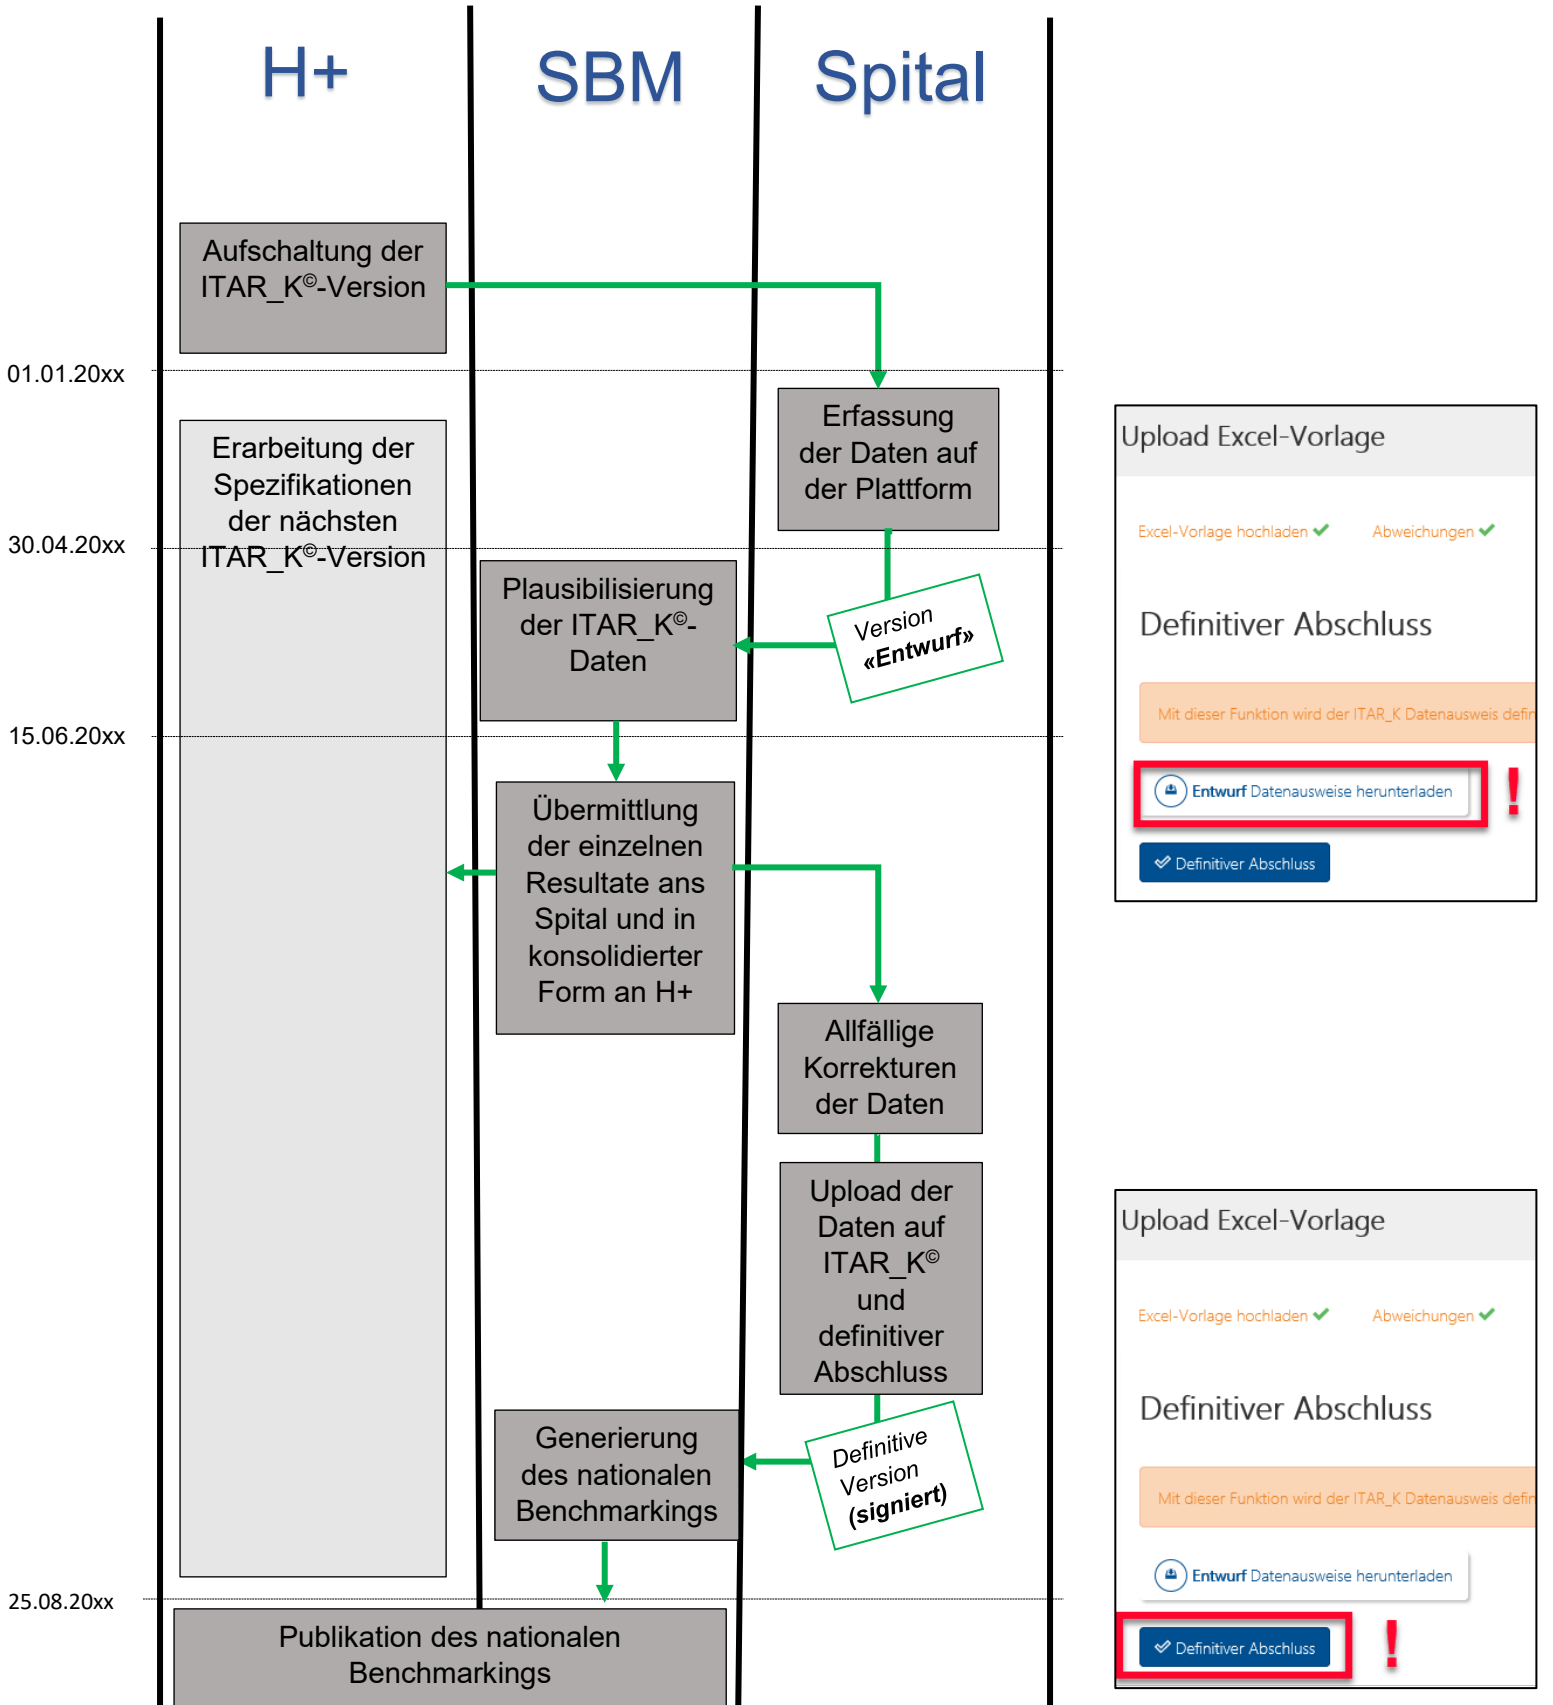 H+
SBM
Spital
Aufschaltung der
ITAR_K©-Version
01.01.20xx
Erfassung
der Daten auf
der Plattform
Erarbeitung der
Spezifikationen
der nächsten
ITAR_K©-Version
30.04.20xx
Plausibilisierung
der ITAR_K©-
Daten
Version
«Entwurf»
15.06.20xx
Übermittlung
der einzelnen
Resultate ans
Spital und in
konsolidierter
Form an H+
Allfällige
Korrekturen
der Daten
Upload der
Daten auf
ITAR_K©
und
definitiver
Abschluss
Generierung
des nationalen
Benchmarkings
Definitive
Version
(signiert)
25.08.20xx
Publikation des nationalen
Benchmarkings
Upload Excel-Vorlage
Excel-Vorlage hochladen ✔ Abweichungen ✔
Definitiver Abschluss
Mit dieser Funktion wird der ITAR_K Datenausweis defin
Entwurf Datenausweise herunterladen
!
Definitiver Abschluss
Upload Excel-Vorlage
Excel-Vorlage hochladen ✔ Abweichungen ✔
Definitiver Abschluss
Mit dieser Funktion wird der ITAR_K Datenausweis defin
Entwurf Datenausweise herunterladen
Definitiver Abschluss
!